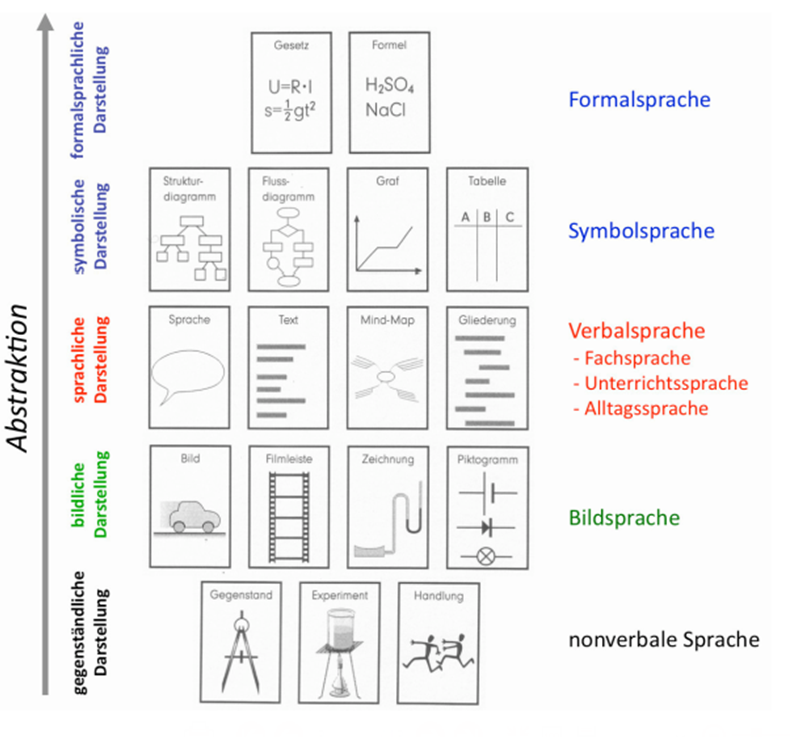 Abstraktion
formalsprachliche
Darstellung
Gesetz
U=R·I
s=½gt²
Formel
H₂SO₄
NaCl
Formalsprache
symbolische
Darstellung
Struktur-
diagramm
Fluss-
diagramm
Graf
Tabelle
A B C
Symbolsprache
sprachliche
Darstellung
Sprache
Text
Mind-Map
Gliederung
Verbalsprache
- Fachsprache
- Unterrichtssprache
- Alltagssprache
bildliche
Darstellung
Bild
Filmleiste
Zeichnung
Piktogramm
Bildsprache
gegenständliche
Darstellung
Gegenstand
Experiment
Handlung
nonverbale Sprache